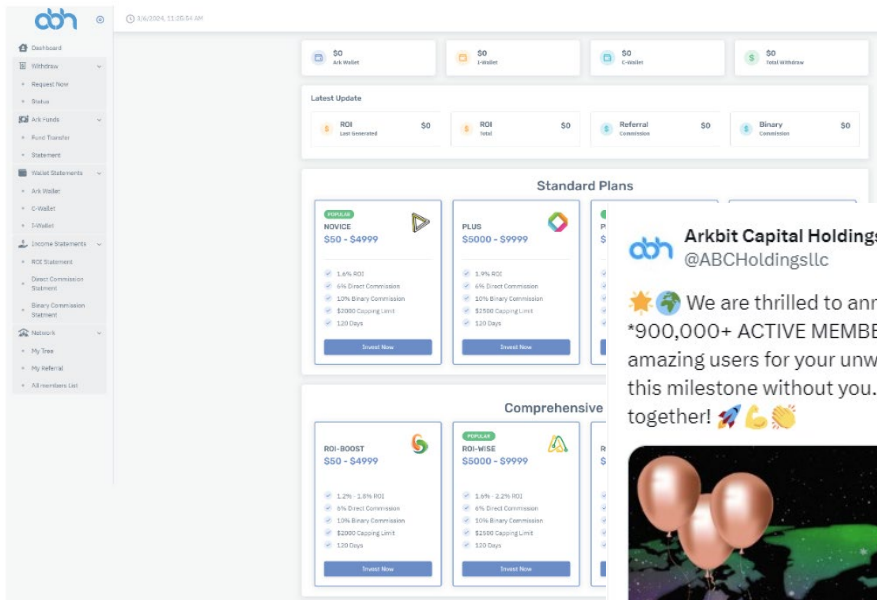 abh
3/6/2024, 11:35:54 AM
Dashboard
Withdraw
Request Now
Status
Ark Funds
Fund Transfer
Statement
Wallet Statements
Ark Wallet
C-Wallet
I-Wallet
Income Statements
ROI Statement
Direct Commission
Statment
Binary Commission
Statment
Network
My Tree
My Referral
All members List
$0
Ark Wallet
$0
I-Wallet
$0
C-Wallet
$0
Total Withdraw
Latest Update
ROI
Last Generated
$0
ROI
Total
$0
Referral
Commission
$0
Binary
Commission
$0
Standard Plans
POPULAR
NOVICE
$50 - $4999
1.6% ROI
6% Direct Commission
10% Binary Commission
$2000 Capping Limit
120 Days
Invest Now
PLUS
$5000 - $9999
1.9% ROI
6% Direct Commission
10% Binary Commission
$2500 Capping Limit
120 Days
Invest Now
Comprehensive
ROI-BOOST
$50 - $4999
1.2% - 1.8% ROI
6% Direct Commission
10% Binary Commission
$2000 Capping Limit
120 Days
Invest Now
POPULAR
ROI-WISE
$5000 - $9999
1.6% - 2.2% ROI
6% Direct Commission
10% Binary Commission
$2500 Capping Limit
120 Days
Invest Now
abh
Arkbit Capital Holdings
@ABCHoldingsllc
🌟🌍 We are thrilled to ann
*900,000+ ACTIVE MEMBE
amazing users for your unw
this milestone without you.
together! 🚀💪👏